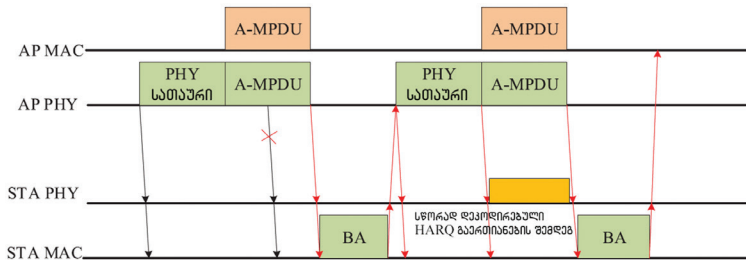 A-MPDU
A-MPDU
AP MAC
PHY
სათაური
A-MPDU
PHY
სათაური
A-MPDU
AP PHY
STA PHY
სწორად დეკოდირებული
HARQ გაერთიანების შემდეგ
BA
BA
STA MAC